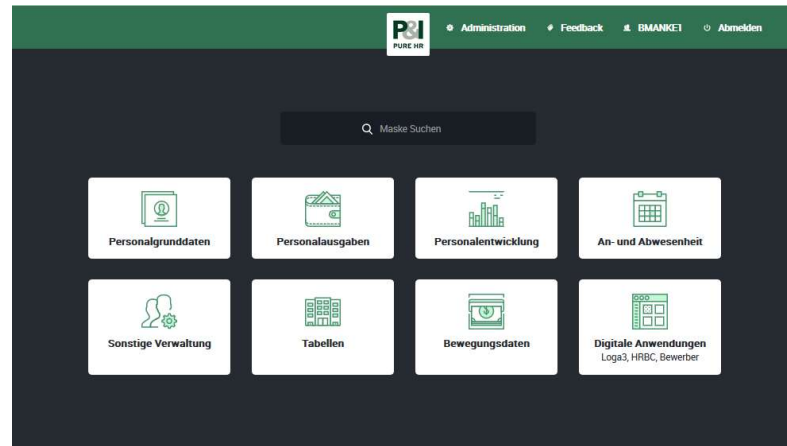 P&I
PURE HR
Administration
Feedback
BMANKE1
Abmelden
Maske Suchen
Personalgrunddaten
Personalausgaben
Personalentwicklung
An- und Abwesenheit
Sonstige Verwaltung
Tabellen
Bewegungsdaten
Digitale Anwendungen
Loga3, HRBC, Bewerber